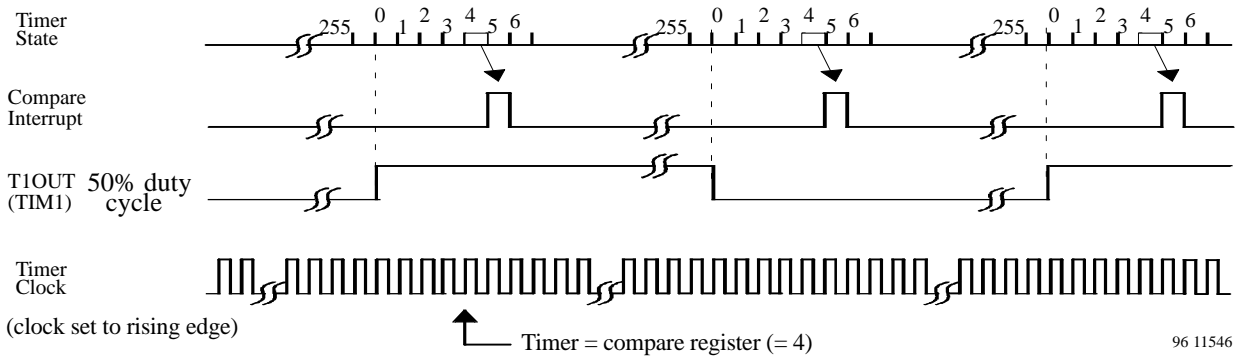 Timer
State
255 0 1 2 3 4 5 6 255 0 1 2 3 4 5 6 255 0 1 2 3 4 5 6
Compare
Interrupt
T1OUT 50% duty
(TIM1) cycle
Timer
Clock
(clock set to rising edge)
Timer = compare register (= 4)
96 11546